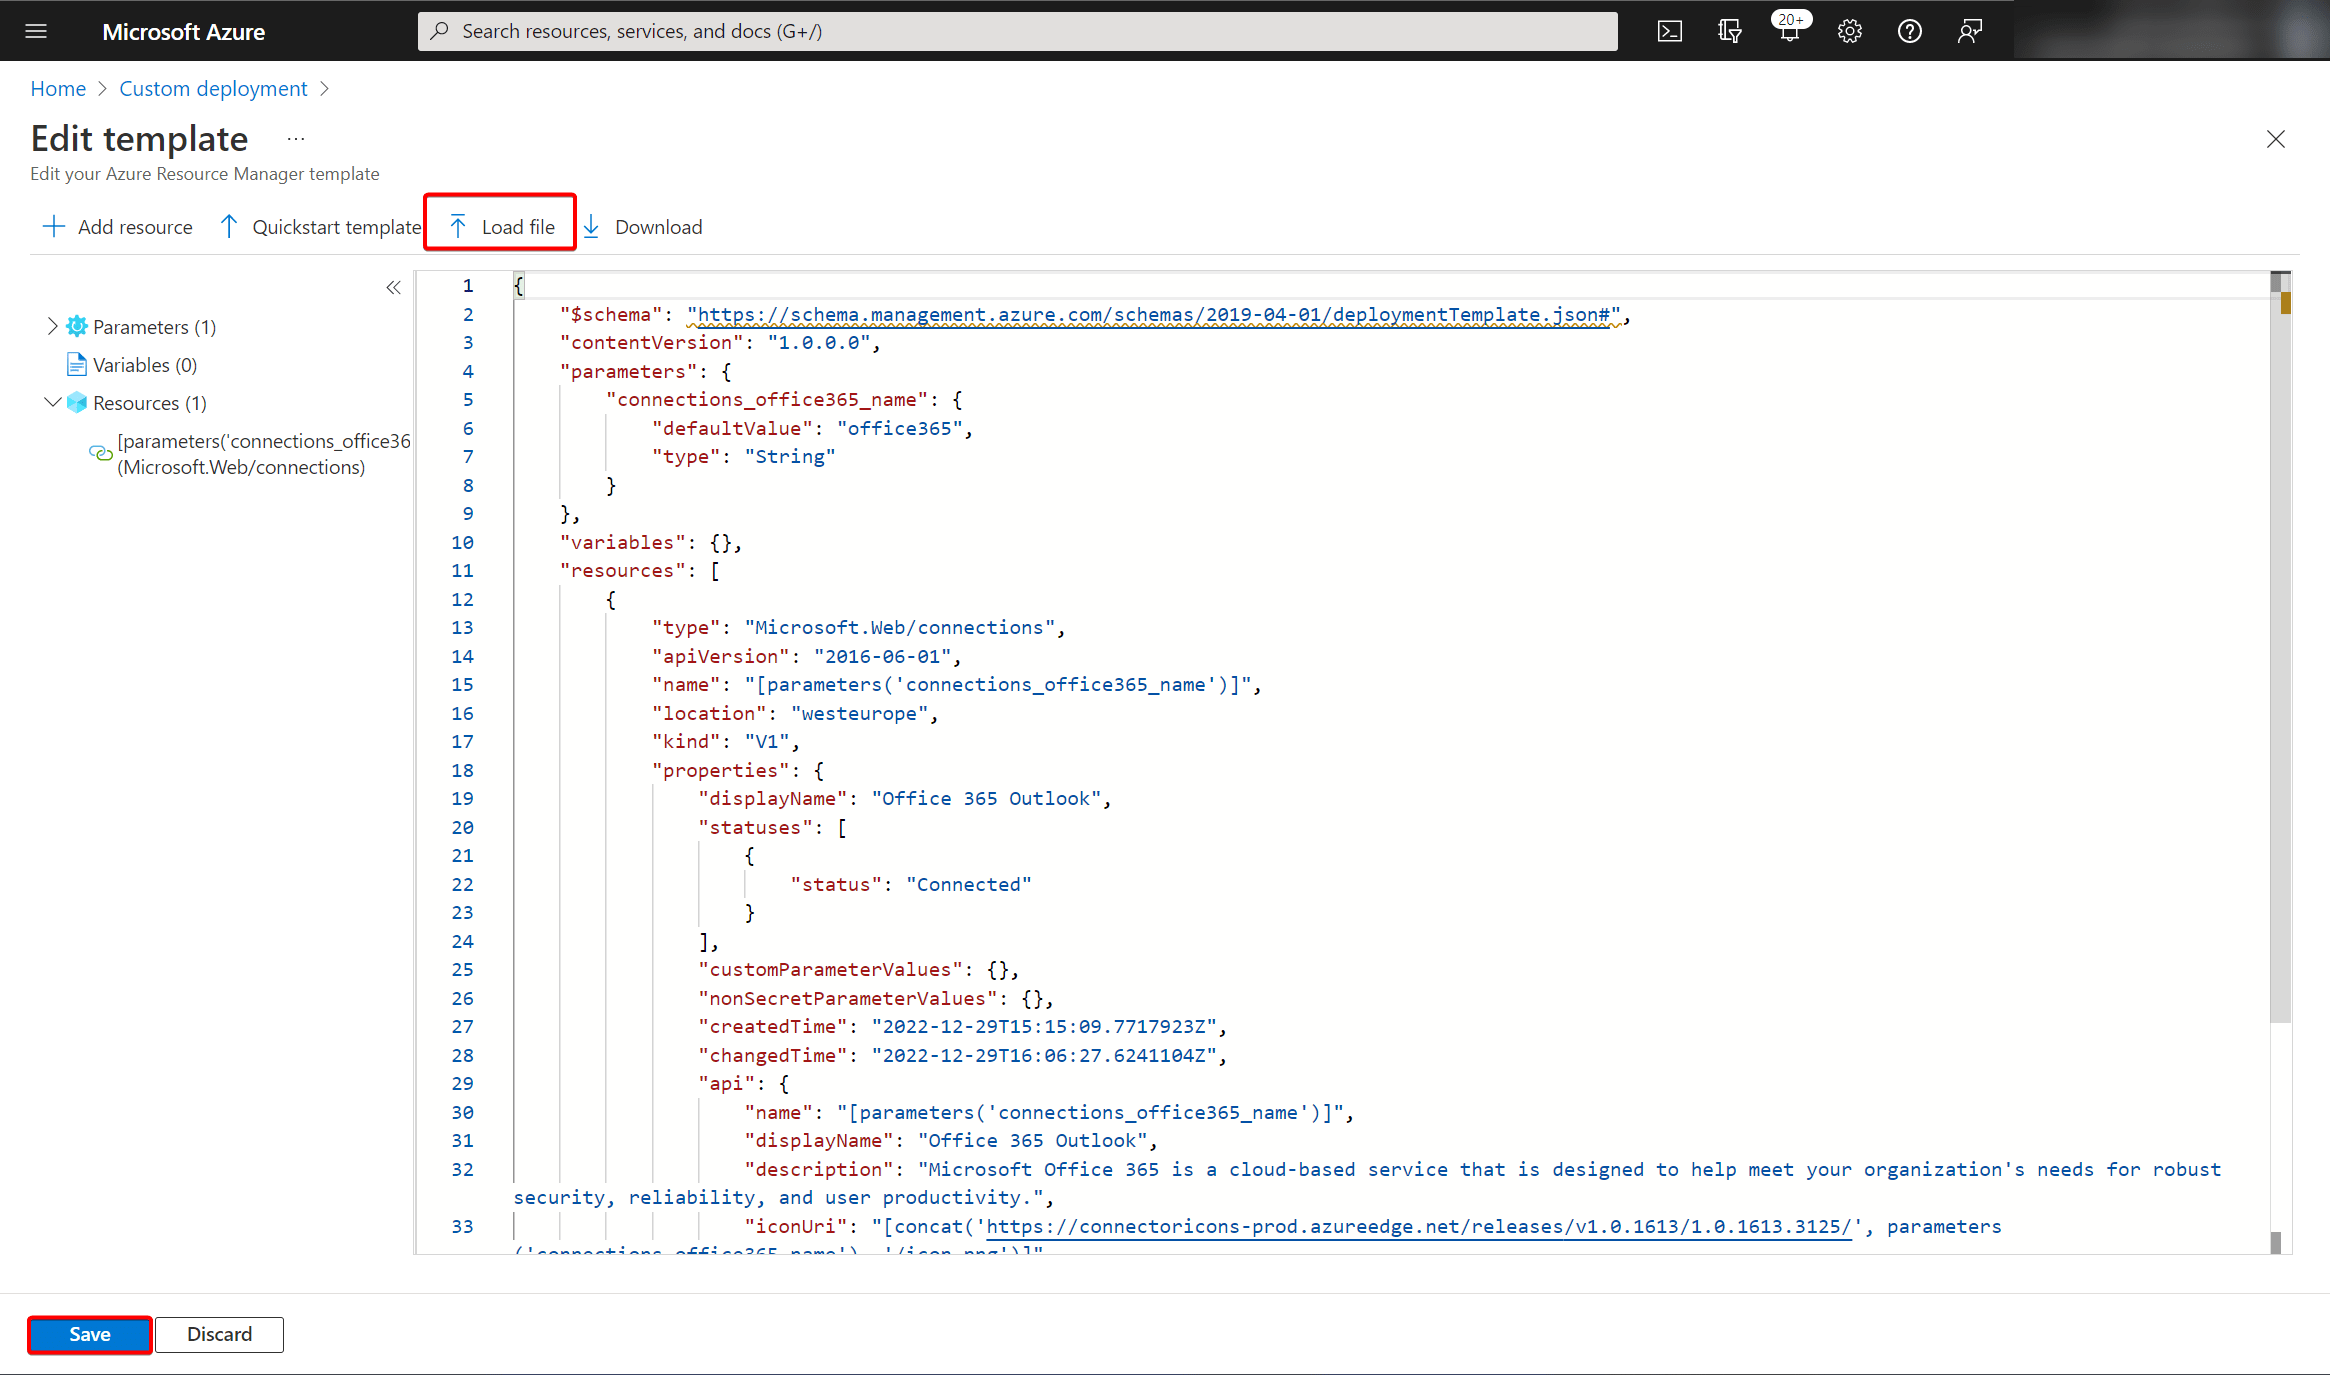 Microsoft Azure
Search resources, services, and docs (G+/)
20+
Home > Custom deployment >
Edit template ...
Edit your Azure Resource Manager template
Add resource
Quickstart template
Load file
Download
Parameters (1)
Variables (0)
Resources (1)
[parameters('connections_office36
(Microsoft.Web/connections)
1 {
2 "$schema": "https://schema.management.azure.com/schemas/2019-04-01/deploymentTemplate.json#",
3 "contentVersion": "1.0.0.0",
4 "parameters": {
5 "connections_office365_name": {
6 "defaultValue": "office365",
7 "type": "String"
8 }
9 },
10 "variables": {},
11 "resources": [
12 {
13 "type": "Microsoft.Web/connections",
14 "apiVersion": "2016-06-01",
15 "name": "[parameters('connections_office365_name')]",
16 "location": "westeurope",
17 "kind": "V1",
18 "properties": {
19 "displayName": "Office 365 Outlook",
20 "statuses": [
21 {
22 "status": "Connected"
23 }
24 ],
25 "customParameterValues": {},
26 "nonSecretParameterValues": {},
27 "createdTime": "2022-12-29T15:15:09.7717923Z",
28 "changedTime": "2022-12-29T16:06:27.6241104Z",
29 "api": {
30 "name": "[parameters('connections_office365_name')]",
31 "displayName": "Office 365 Outlook",
32 "description": "Microsoft Office 365 is a cloud-based service that is designed to help meet your organization's needs for robust
security, reliability, and user productivity.",
33 "iconUri": "[concat('https://connectoricons-prod.azureedge.net/releases/v1.0.1613/1.0.1613.3125/', parameters
('connections_office365_name'), '/icon.png')]"
Save
Discard